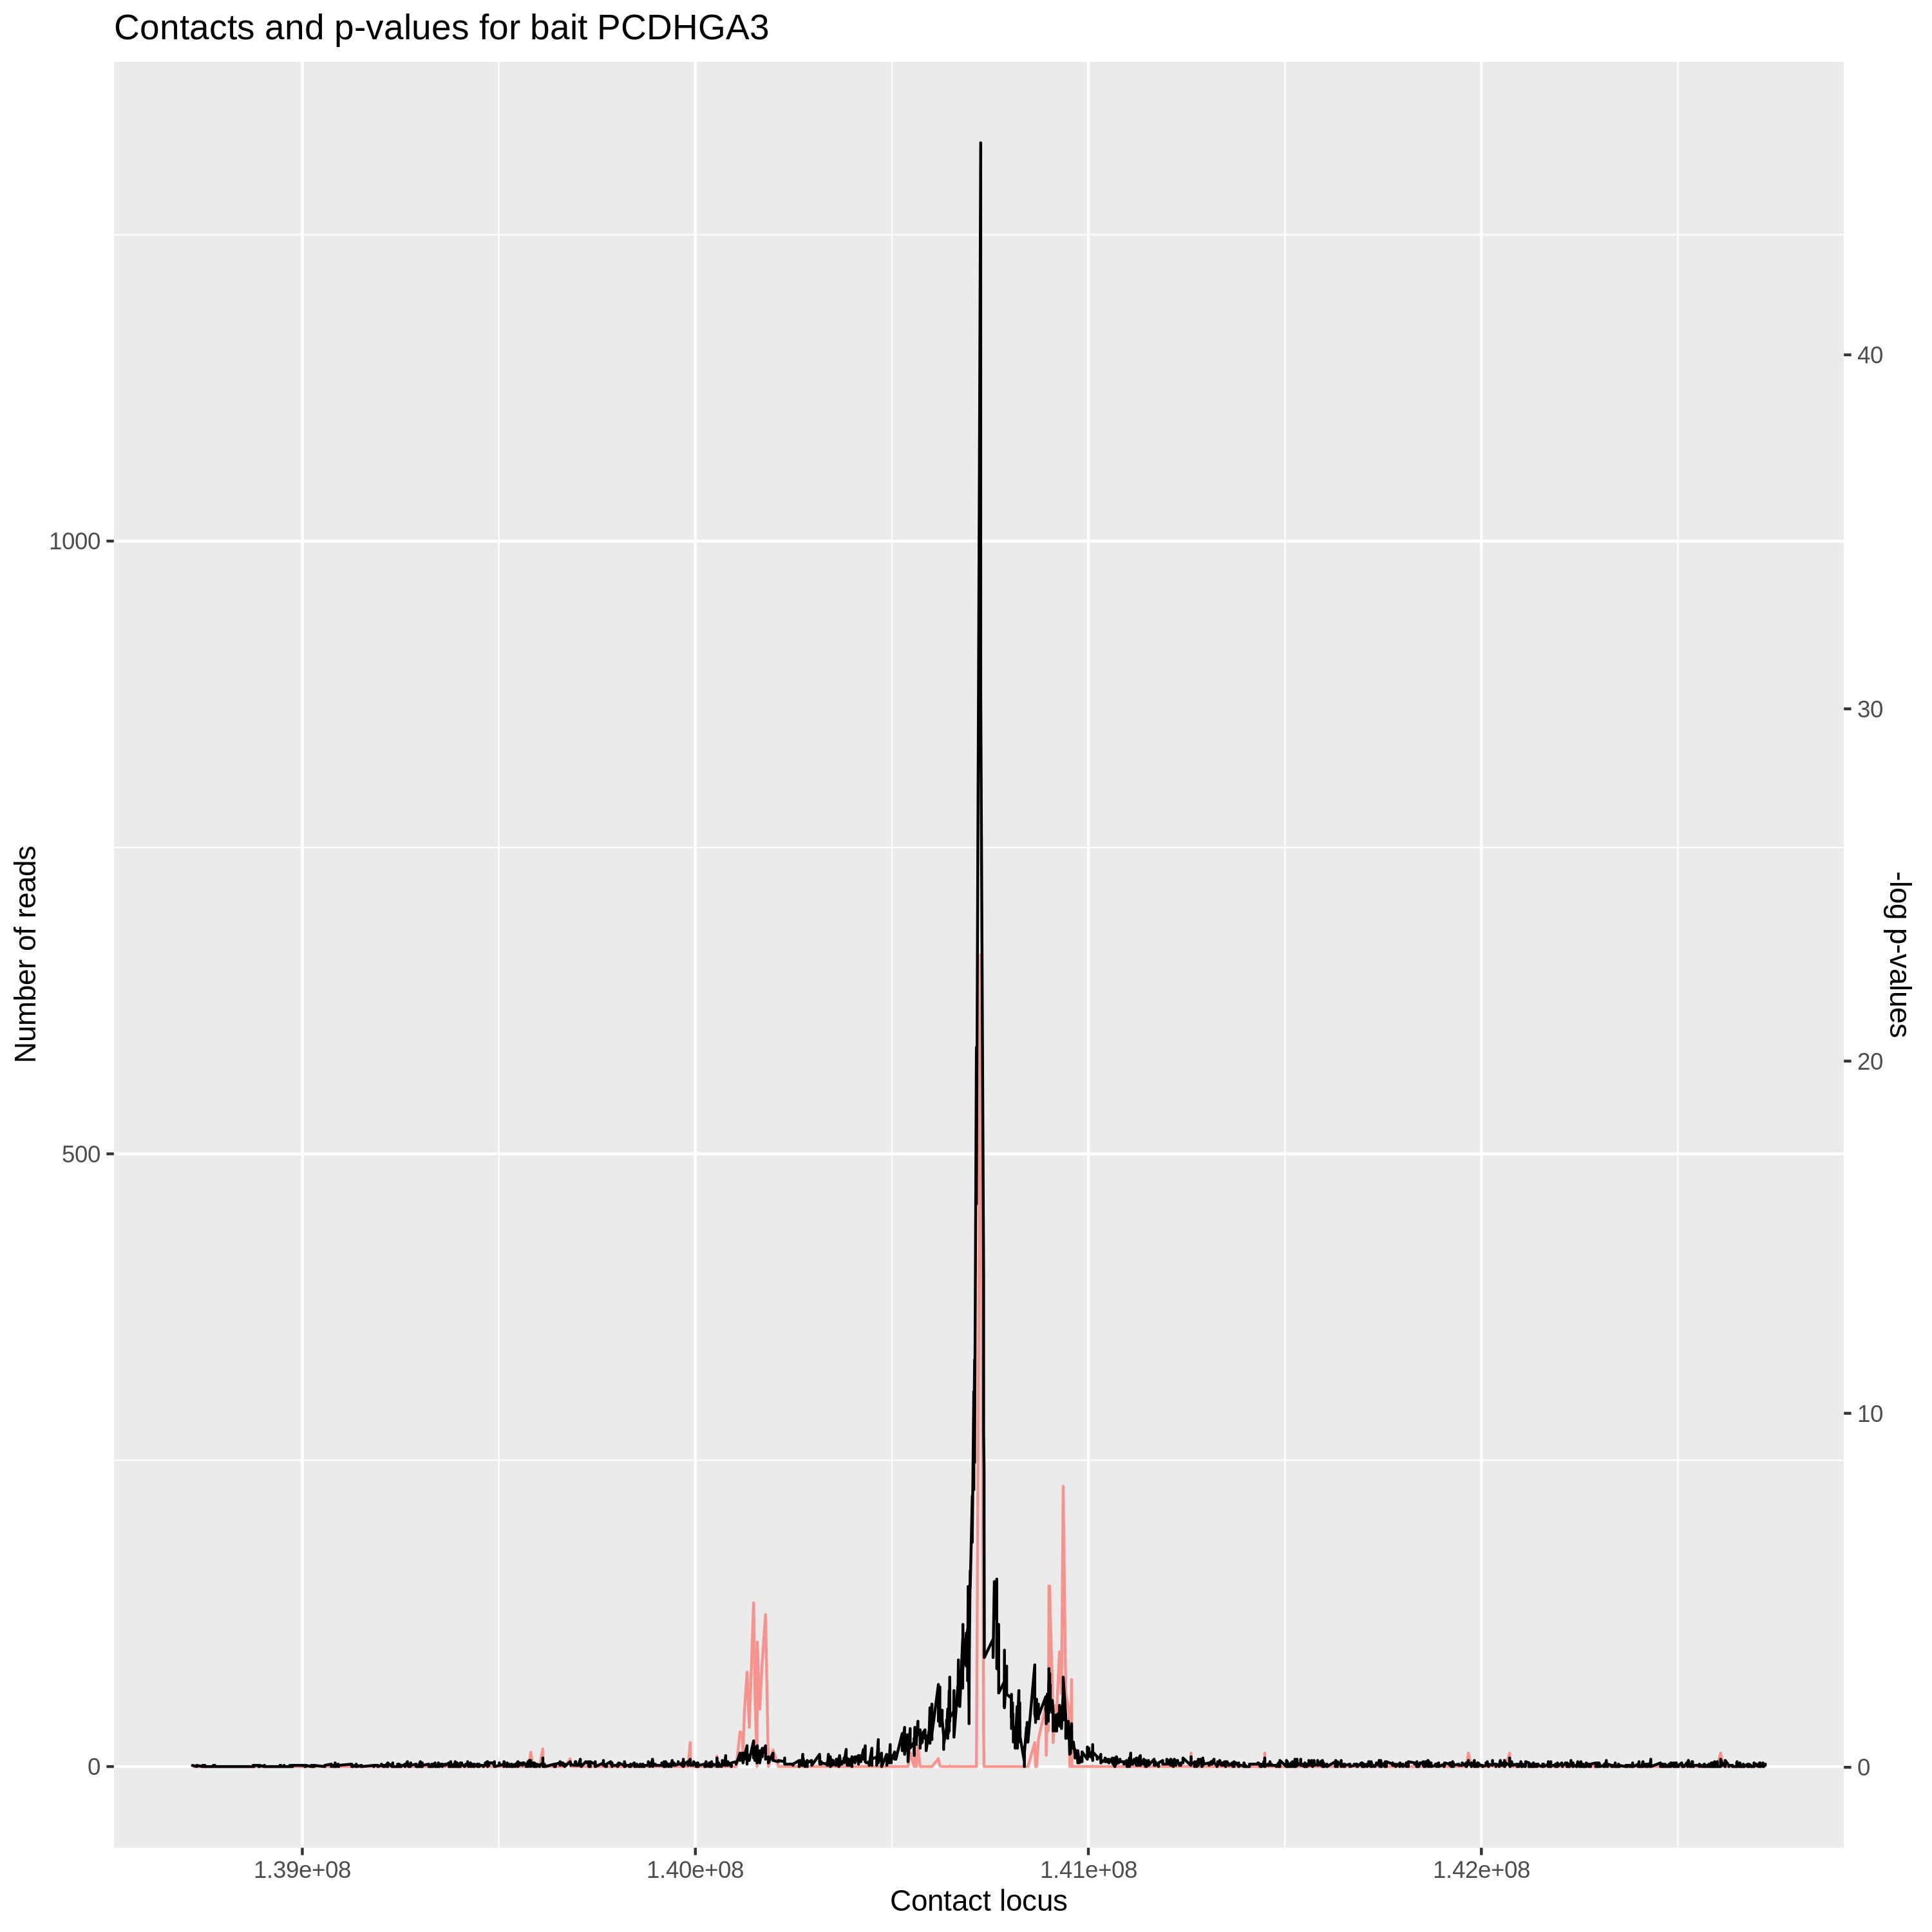 Contacts and p-values for bait PCDHGA3
1000
500
0
Number of reads
40
30
20
10
0
-log p-values
1.39e+08
1.40e+08
1.41e+08
1.42e+08
Contact locus